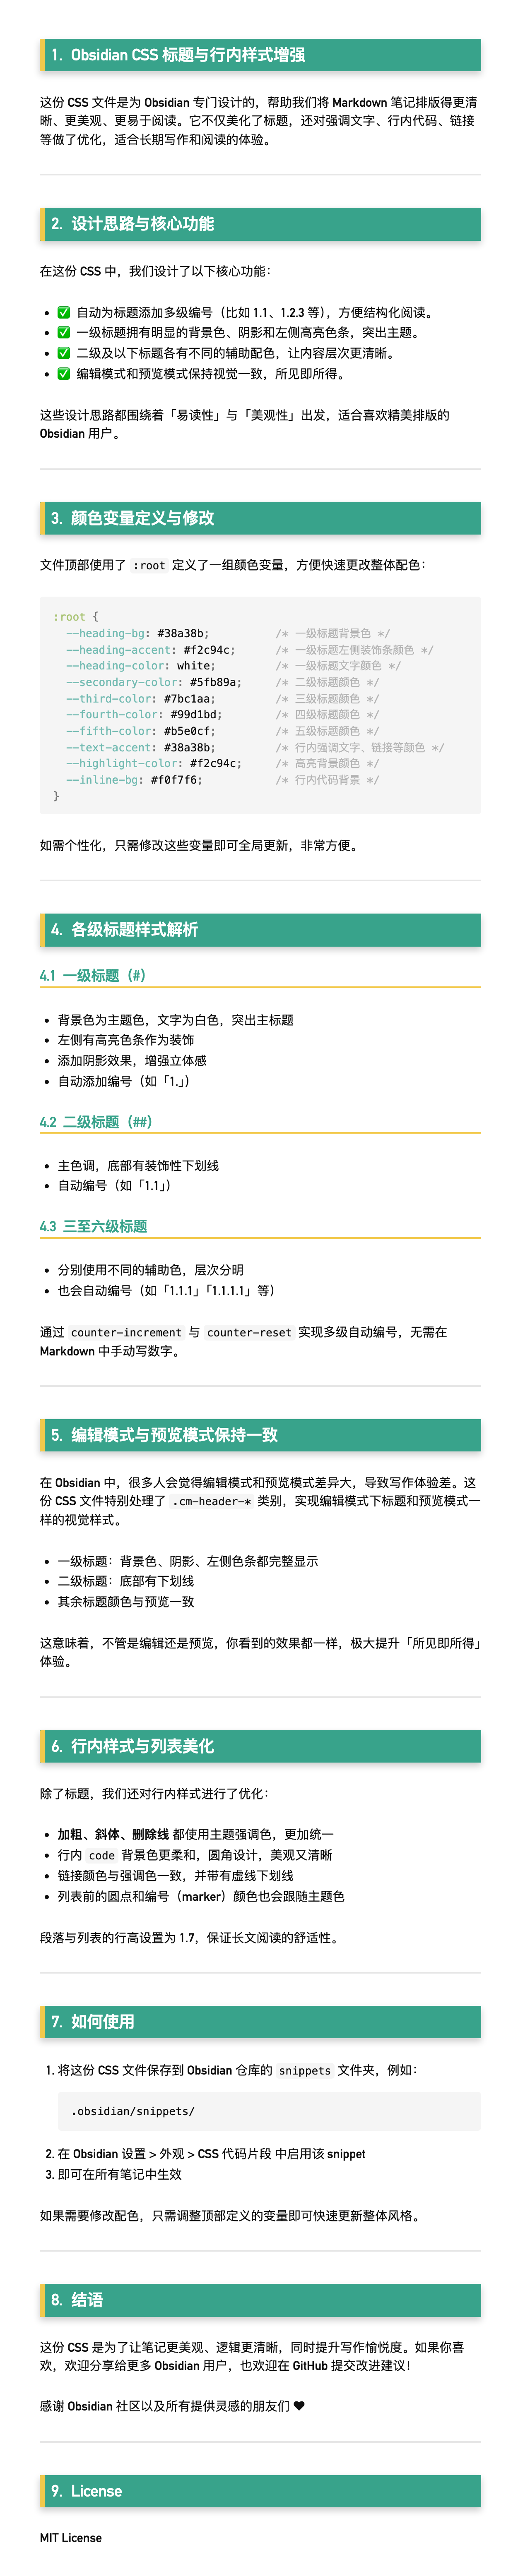 1. Obsidian CSS 标题与行内样式增强
这份 CSS 文件是为 Obsidian 专门设计的，帮助我们将 Markdown 笔记排版得更清
晰、更美观、更易于阅读。它不仅美化了标题，还对强调文字、行内代码、链接
等做了优化，适合长期写作和阅读的体验。
2. 设计思路与核心功能
在这份 CSS 中，我们设计了以下核心功能：
• ✅ 自动为标题添加多级编号（比如 1.1、1.2.3 等），方便结构化阅读。
• ✅ 一级标题拥有明显的背景色、阴影和左侧高亮色条，突出主题。
• ✅ 二级及以下标题各有不同的辅助配色，让内容层次更清晰。
• ✅ 编辑模式和预览模式保持视觉一致，所见即所得。
这些设计思路都围绕着「易读性」与「美观性」出发，适合喜欢精美排版的
Obsidian 用户。
3. 颜色变量定义与修改
文件顶部使用了 :root 定义了一组颜色变量，方便快速更改整体配色：
:root {
--heading-bg: #38a38b; /* 一级标题背景色 */
--heading-accent: #f2c94c; /* 一级标题左侧装饰条颜色 */
--heading-color: white; /* 一级标题文字颜色 */
--secondary-color: #5fb89a; /* 二级标题颜色 */
--third-color: #7bc1aa; /* 三级标题颜色 */
--fourth-color: #99d1bd; /* 四级标题颜色 */
--fifth-color: #b5e0cf; /* 五级标题颜色 */
--text-accent: #38a38b; /* 行内强调文字、链接等颜色 */
--highlight-color: #f2c94c; /* 高亮背景颜色 */
--inline-bg: #f0f7f6; /* 行内代码背景 */
}
如需个性化，只需修改这些变量即可全局更新，非常方便。
4. 各级标题样式解析
4.1 一级标题（#）
• 背景色为主题色，文字为白色，突出主标题
• 左侧有高亮色条作为装饰
• 添加阴影效果，增强立体感
• 自动添加编号（如「1.」）
4.2 二级标题（##）
• 主色调，底部有装饰性下划线
• 自动编号（如「1.1」）
4.3 三至六级标题
• 分别使用不同的辅助色，层次分明
• 也会自动编号（如「1.1.1」「1.1.1.1」等）
通过 counter-increment 与 counter-reset 实现多级自动编号，无需在
Markdown 中手动写数字。
5. 编辑模式与预览模式保持一致
在 Obsidian 中，很多人会觉得编辑模式和预览模式差异大，导致写作体验差。这
份 CSS 文件特别处理了 .cm-header-* 类别，实现编辑模式下标题和预览模式一
样的视觉样式。
• 一级标题：背景色、阴影、左侧色条都完整显示
• 二级标题：底部有下划线
• 其余标题颜色与预览一致
这意味着，不管是编辑还是预览，你看到的效果都一样，极大提升「所见即所得」
体验。
6. 行内样式与列表美化
除了标题，我们还对行内样式进行了优化：
• 加粗、斜体、删除线 都使用主题强调色，更加统一
• 行内 code 背景色更柔和，圆角设计，美观又清晰
• 链接颜色与强调色一致，并带有虚线下划线
• 列表前的圆点和编号（marker）颜色也会跟随主题色
段落与列表的行高设置为 1.7，保证长文阅读的舒适性。
7. 如何使用
1. 将这份 CSS 文件保存到 Obsidian 仓库的 snippets 文件夹，例如：
.obsidian/snippets/
2. 在 Obsidian 设置 > 外观 > CSS 代码片段 中启用该 snippet
3. 即可在所有笔记中生效
如果需要修改配色，只需调整顶部定义的变量即可快速更新整体风格。
8. 结语
这份 CSS 是为了让笔记更美观、逻辑更清晰，同时提升写作愉悦度。如果你喜
欢，欢迎分享给更多 Obsidian 用户，也欢迎在 GitHub 提交改进建议！
感谢 Obsidian 社区以及所有提供灵感的朋友们 ♥
9. License
MIT License